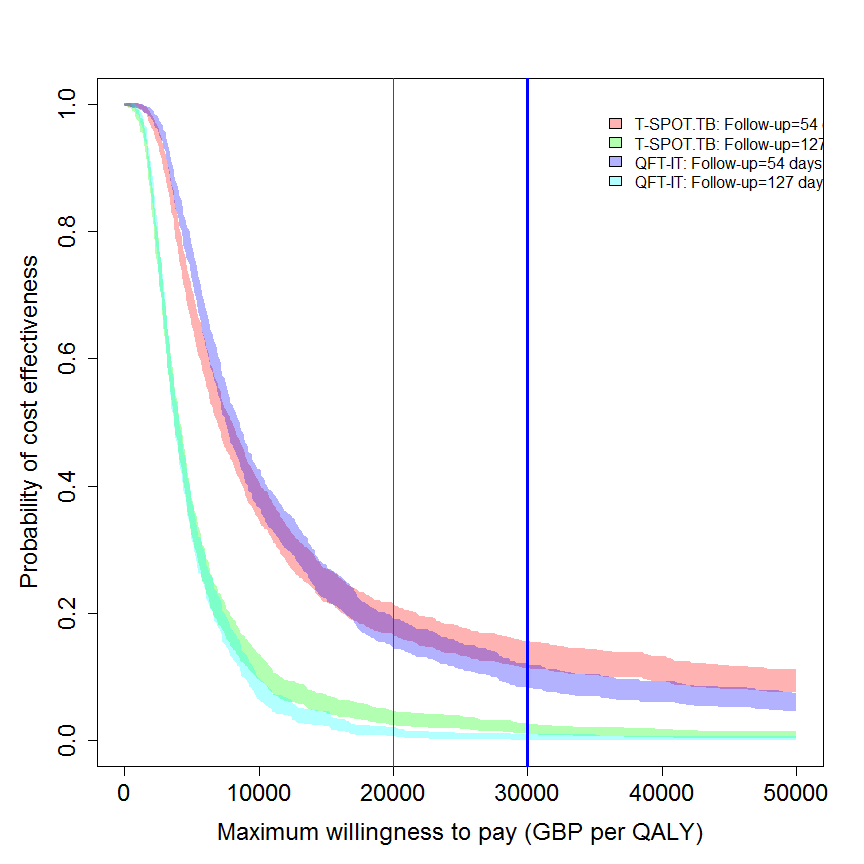 T-SPOT.TB: Follow-up=54
T-SPOT.TB: Follow-up=127
QFT-IT: Follow-up=54 days
QFT-IT: Follow-up=127 day
Probability of cost effectiveness
1.0
0.8
0.6
0.4
0.2
0.0
0 10000 20000 30000 40000 50000
Maximum willingness to pay (GBP per QALY)